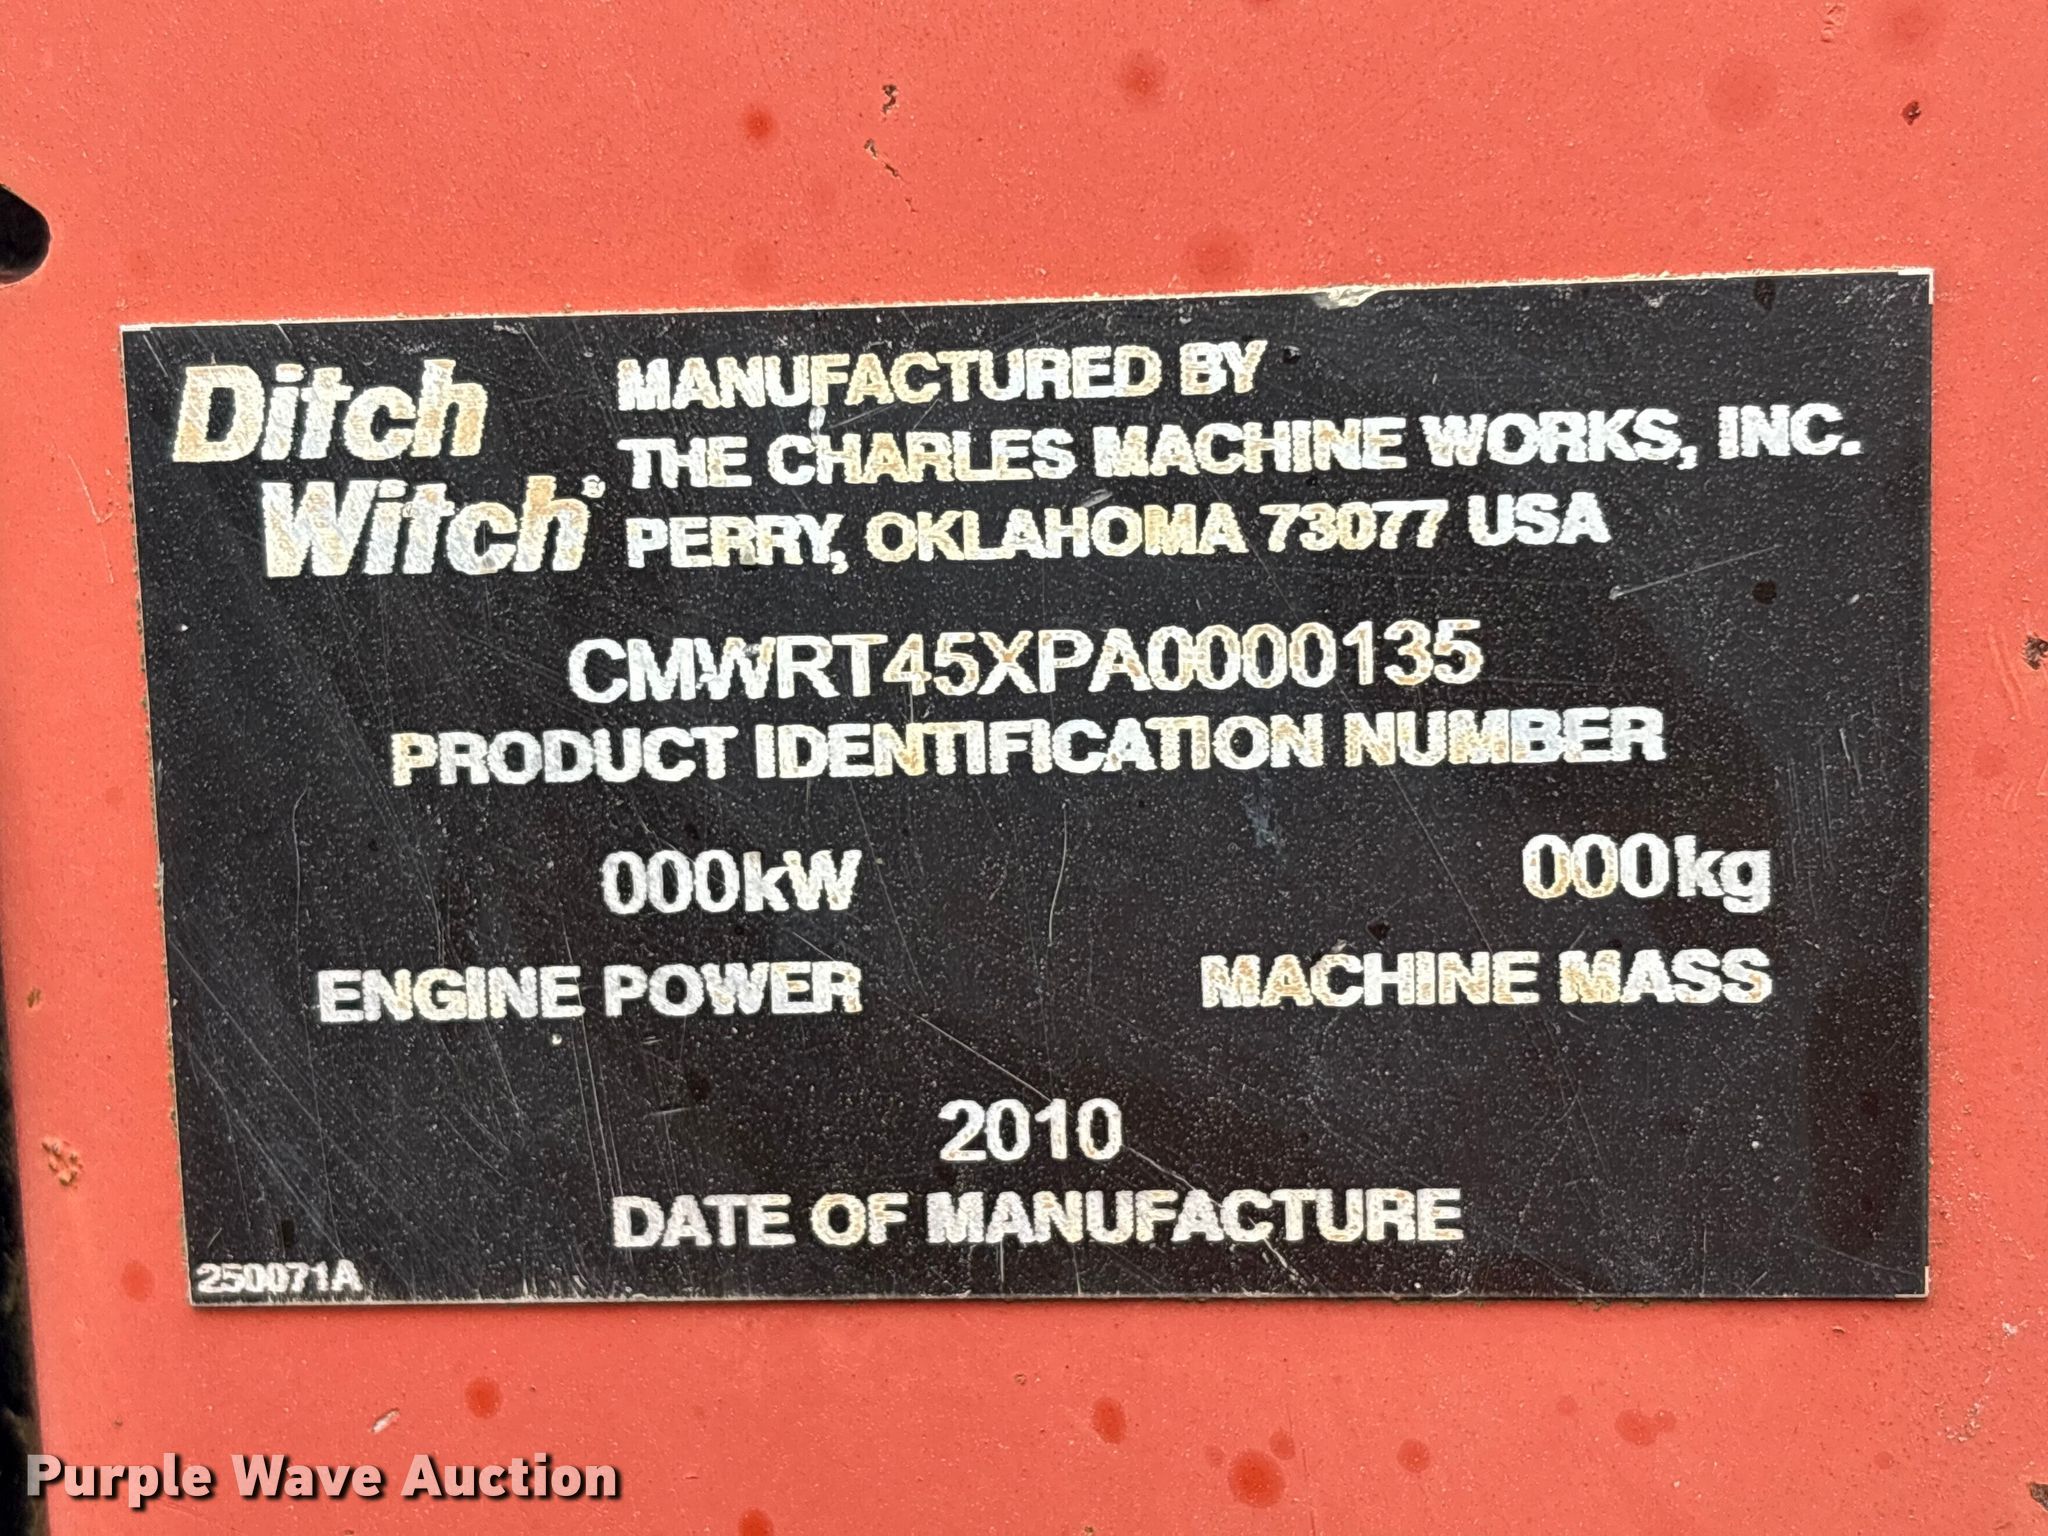 Ditch
Witch®
MANUFACTURED BY
THE CHARLES MACHINE WORKS, INC.
PERRY, OKLAHOMA 73077 USA
CMWRT45XPA0000135
PRODUCT IDENTIFICATION NUMBER
000kW
ENGINE POWER
000kg
MACHINE MASS
2010
DATE OF MANUFACTURE
250071A
Purple Wave Auction